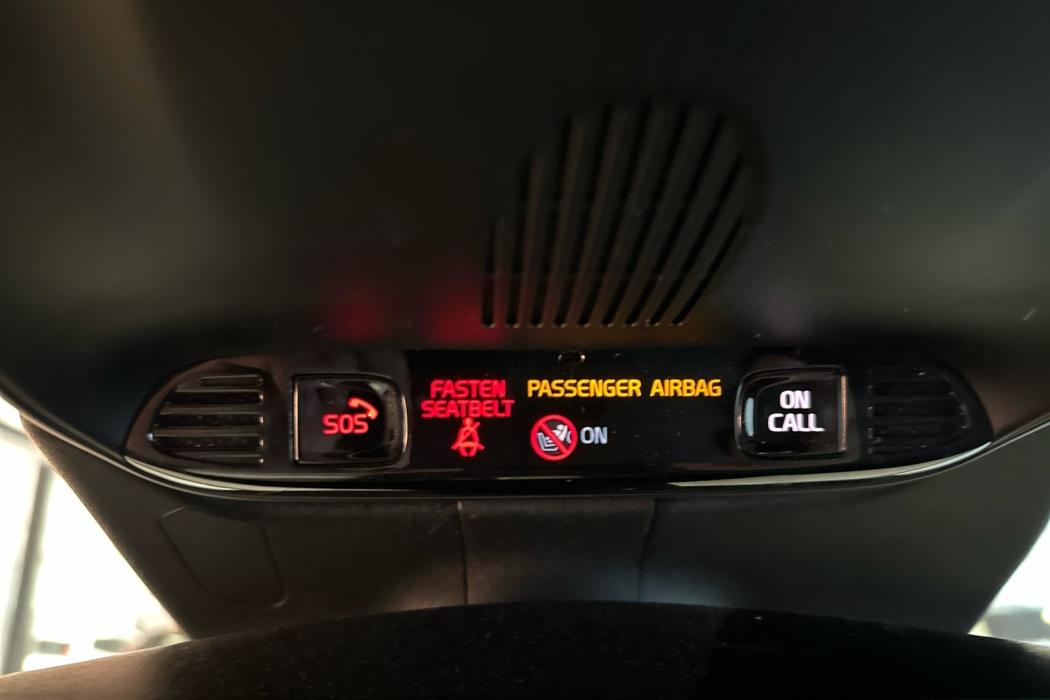 SOS
FASTEN
SEATBELT
PASSENGER AIRBAG
ON
ON
CALL